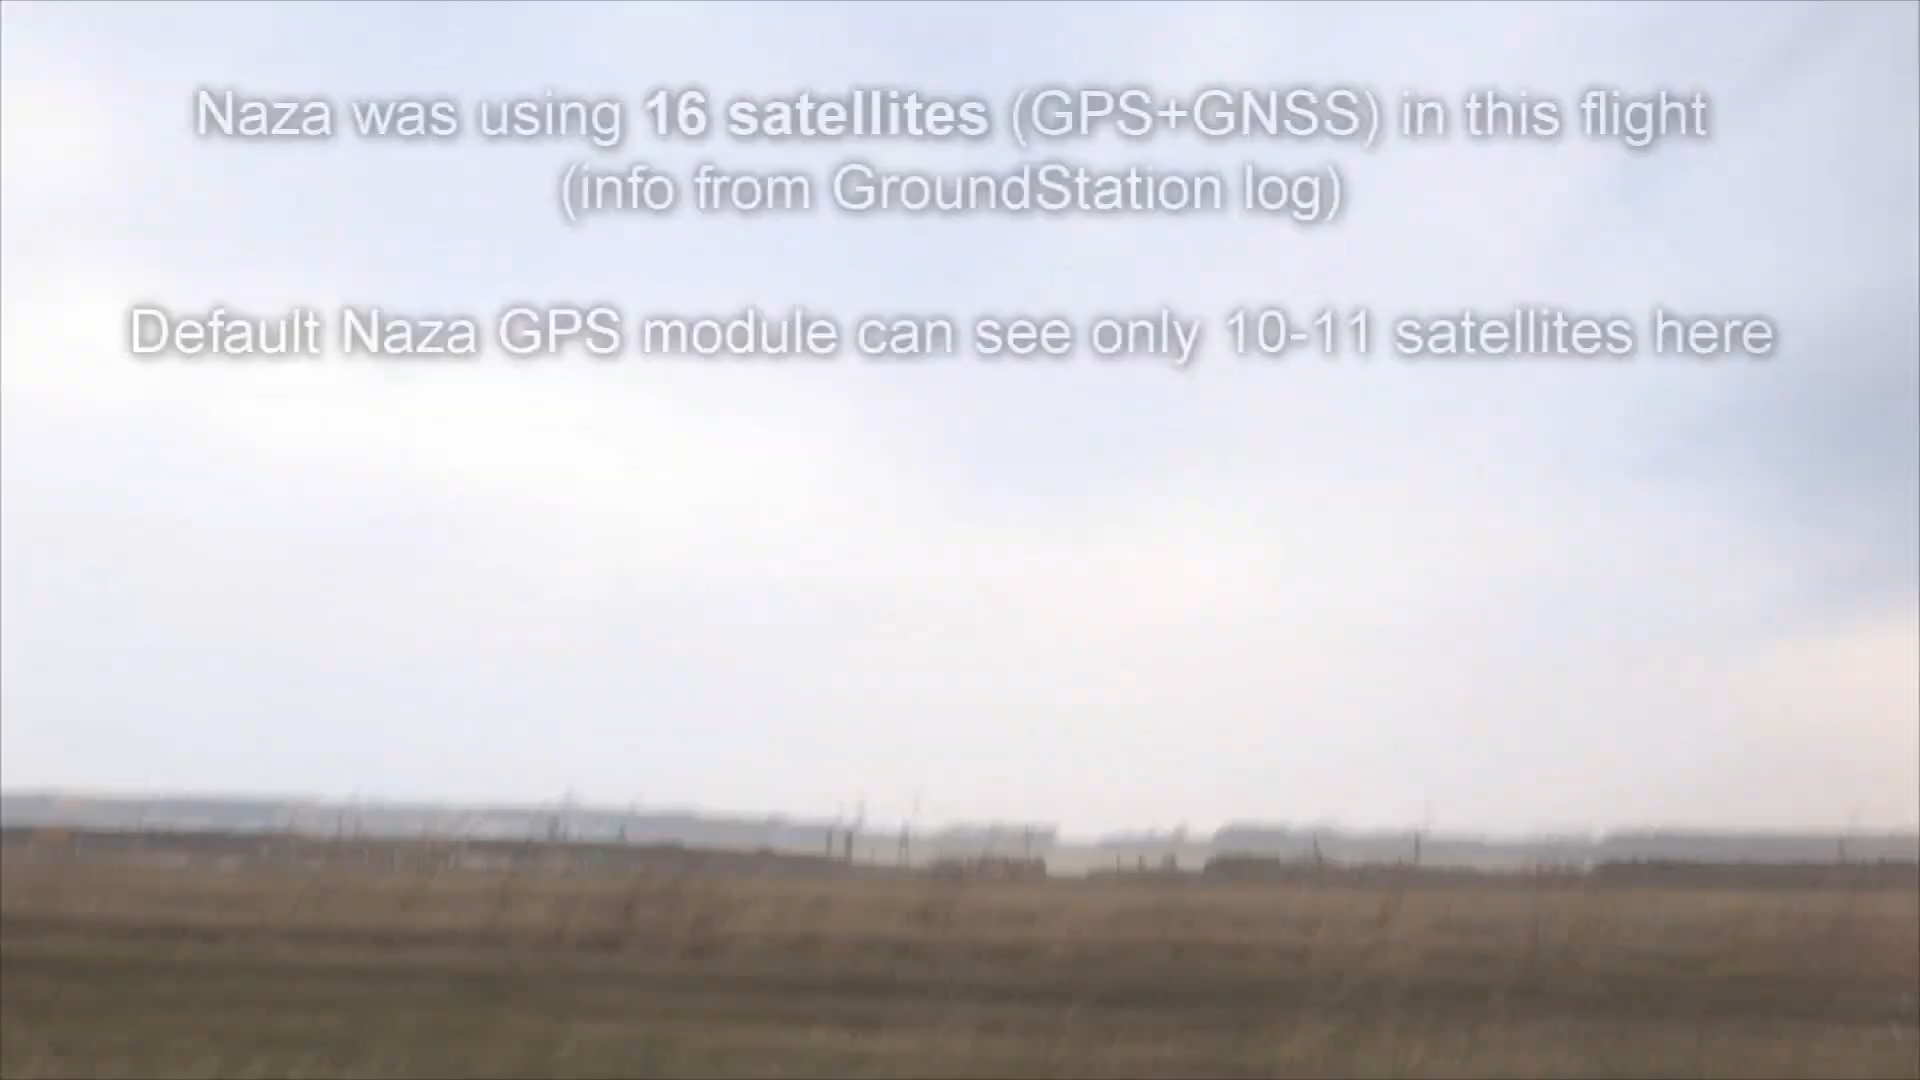 Naza was using 16 satellites (GPS+GNSS) in this flight
(info from GroundStation log)
Default Naza GPS module can see only 10-11 satellites here